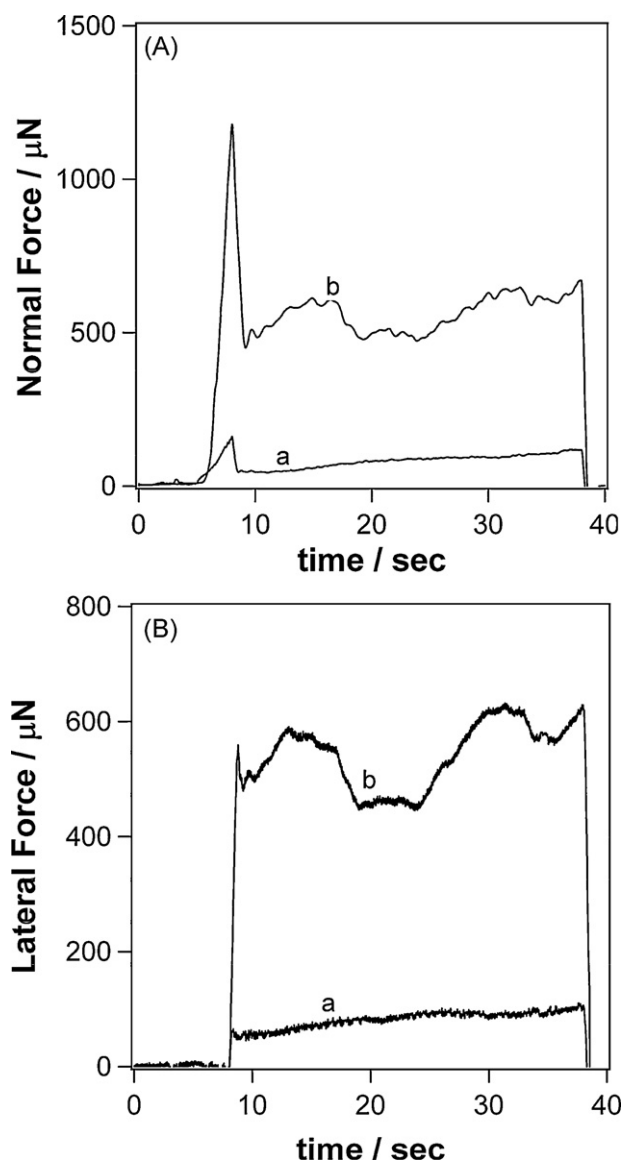 (A)
1500
1000
500
0
Normal Force / μN
b
a
0 10 20 30 40
time / sec
(B)
800
600
400
200
0
Lateral Force / μN
b
a
0 10 20 30 40
time / sec